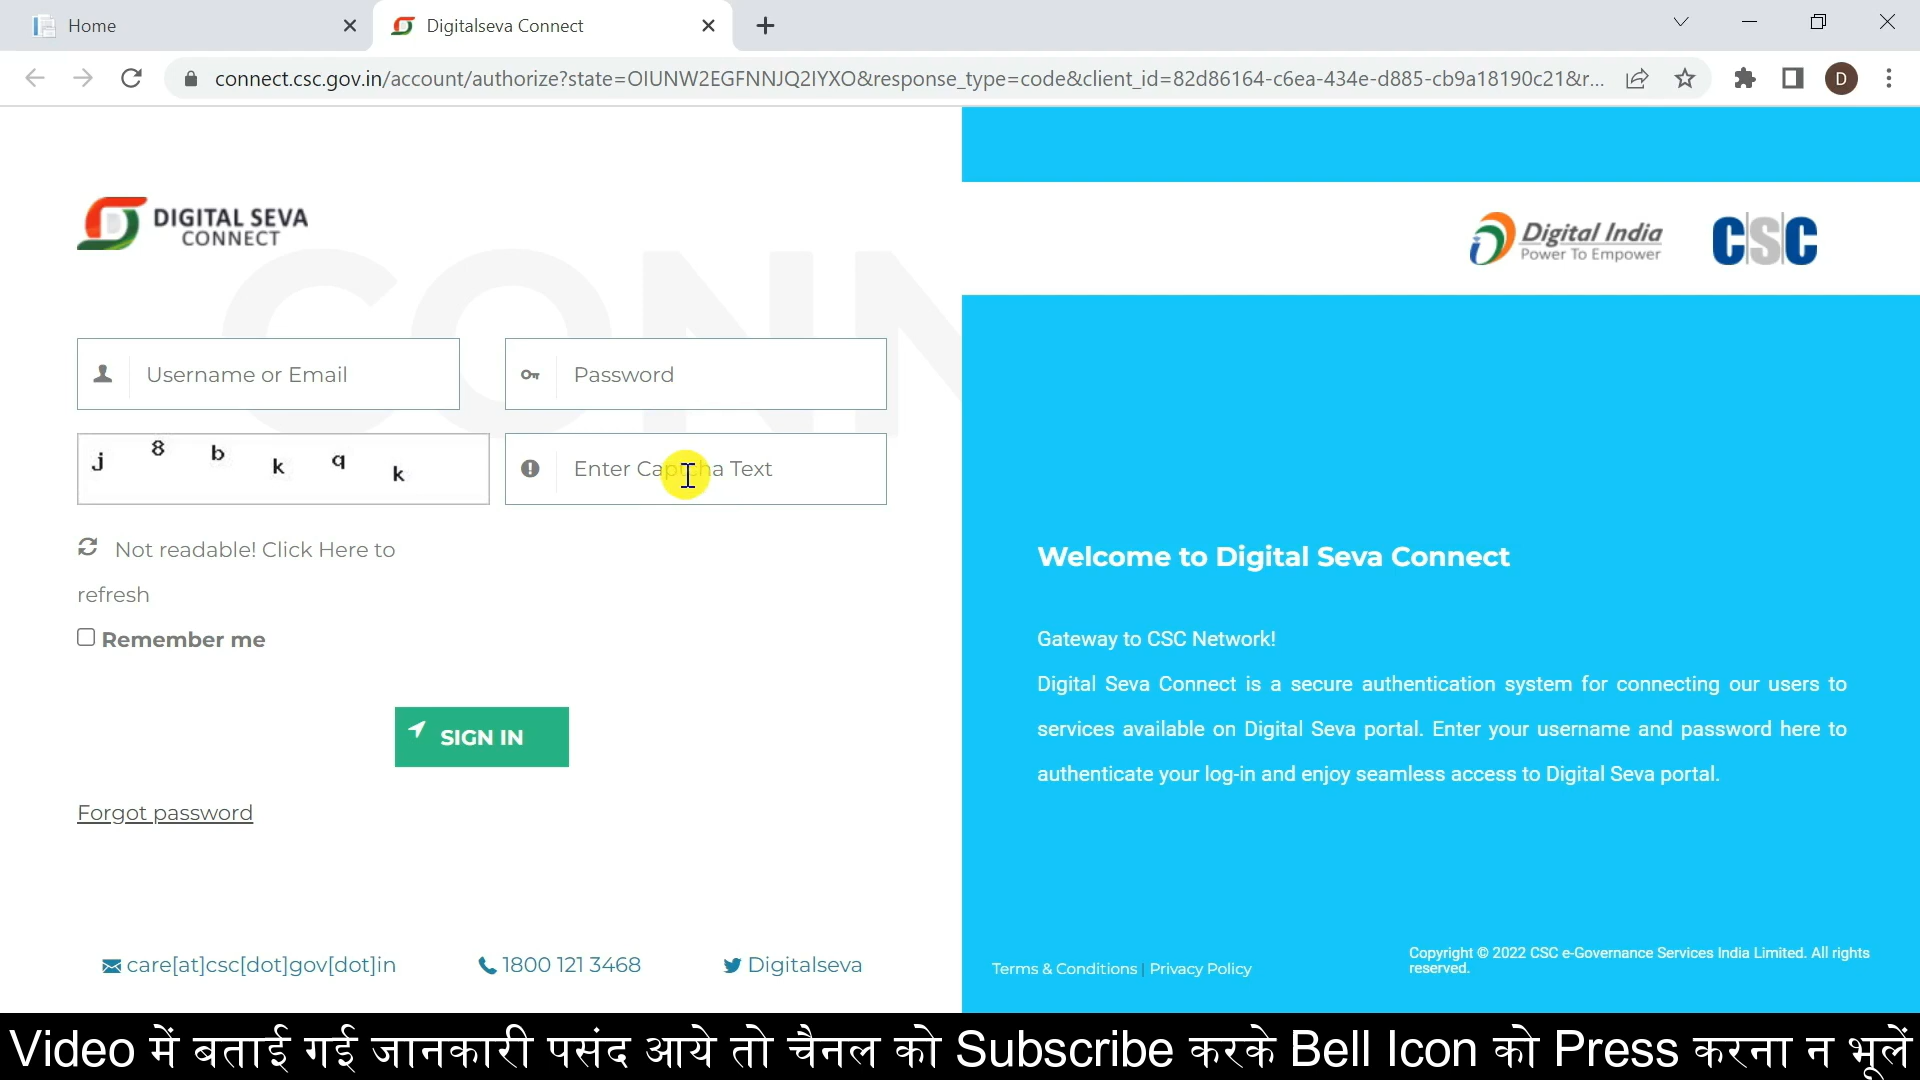 Home
Digitalseva Connect
connect.csc.gov.in/account/authorize?state=OIUNW2EGFNNJQ2IYXO&response_type=code&client_id=82d86164-c6ea-434e-d885-cb9a18190c21&r...
D
DIGITAL SEVA
CONNECT
CONN
Digital India
Power To Empower
CSC
Username or Email
Password
j 8 b k q k
Enter Captcha Text
Not readable! Click Here to
refresh
Remember me
SIGN IN
Forgot password
care[at]csc[dot]gov[dot]in
1800 121 3468
Digitalseva
Welcome to Digital Seva Connect
Gateway to CSC Network!
Digital Seva Connect is a secure authentication system for connecting our users to
services available on Digital Seva portal. Enter your username and password here to
authenticate your log-in and enjoy seamless access to Digital Seva portal.
Terms & Conditions | Privacy Policy
Copyright © 2022 CSC e-Governance Services India Limited. All rights
reserved.
Video में बताई गई जानकारी पसंद आये तो चैनल को Subscribe करके Bell Icon को Press करना न भूलें